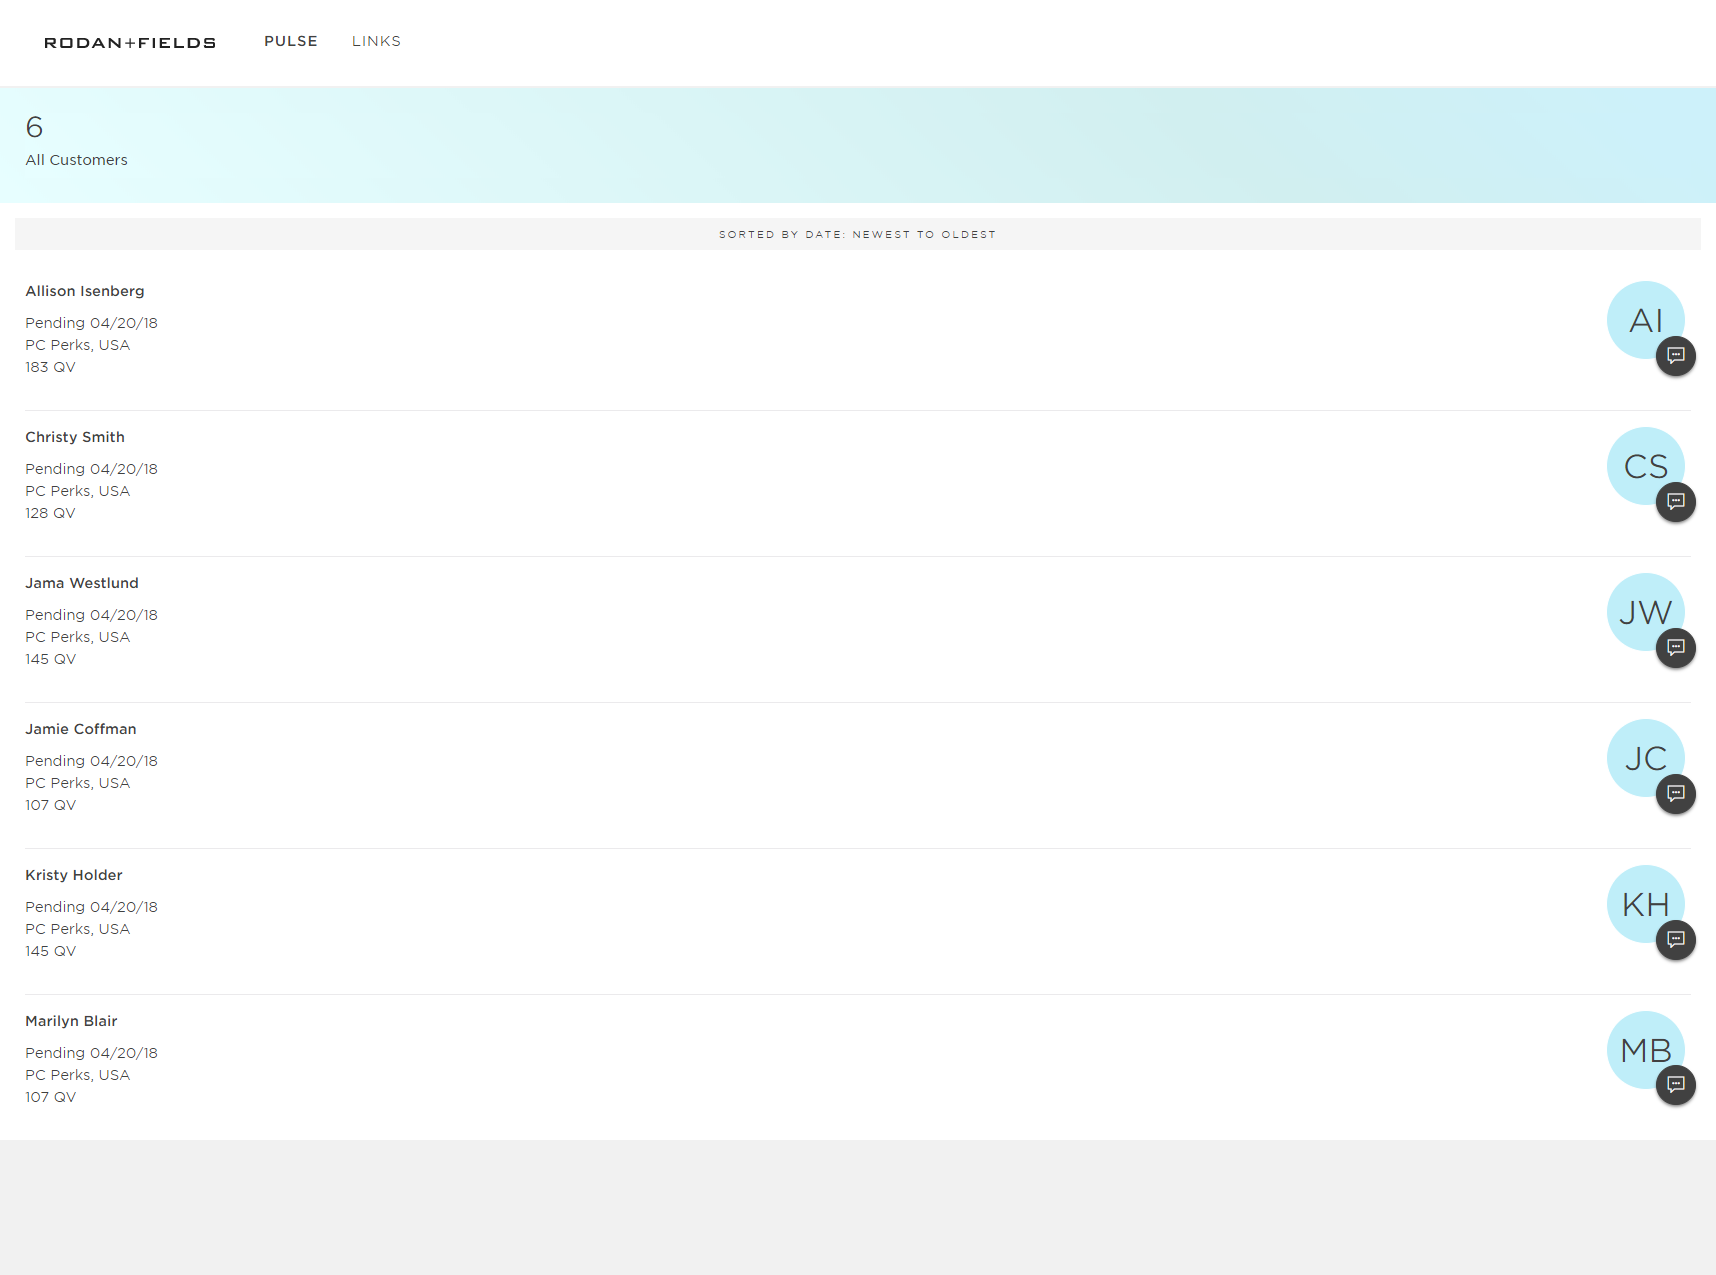 RODAN+FIELDS PULSE LINKS
6
All Customers
SORTED BY DATE: NEWEST TO OLDEST
Allison Isenberg
Pending 04/20/18
PC Perks, USA
183 QV
AI
Christy Smith
Pending 04/20/18
PC Perks, USA
128 QV
CS
Jama Westlund
Pending 04/20/18
PC Perks, USA
145 QV
JW
Jamie Coffman
Pending 04/20/18
PC Perks, USA
107 QV
JC
Kristy Holder
Pending 04/20/18
PC Perks, USA
145 QV
KH
Marilyn Blair
Pending 04/20/18
PC Perks, USA
107 QV
MB